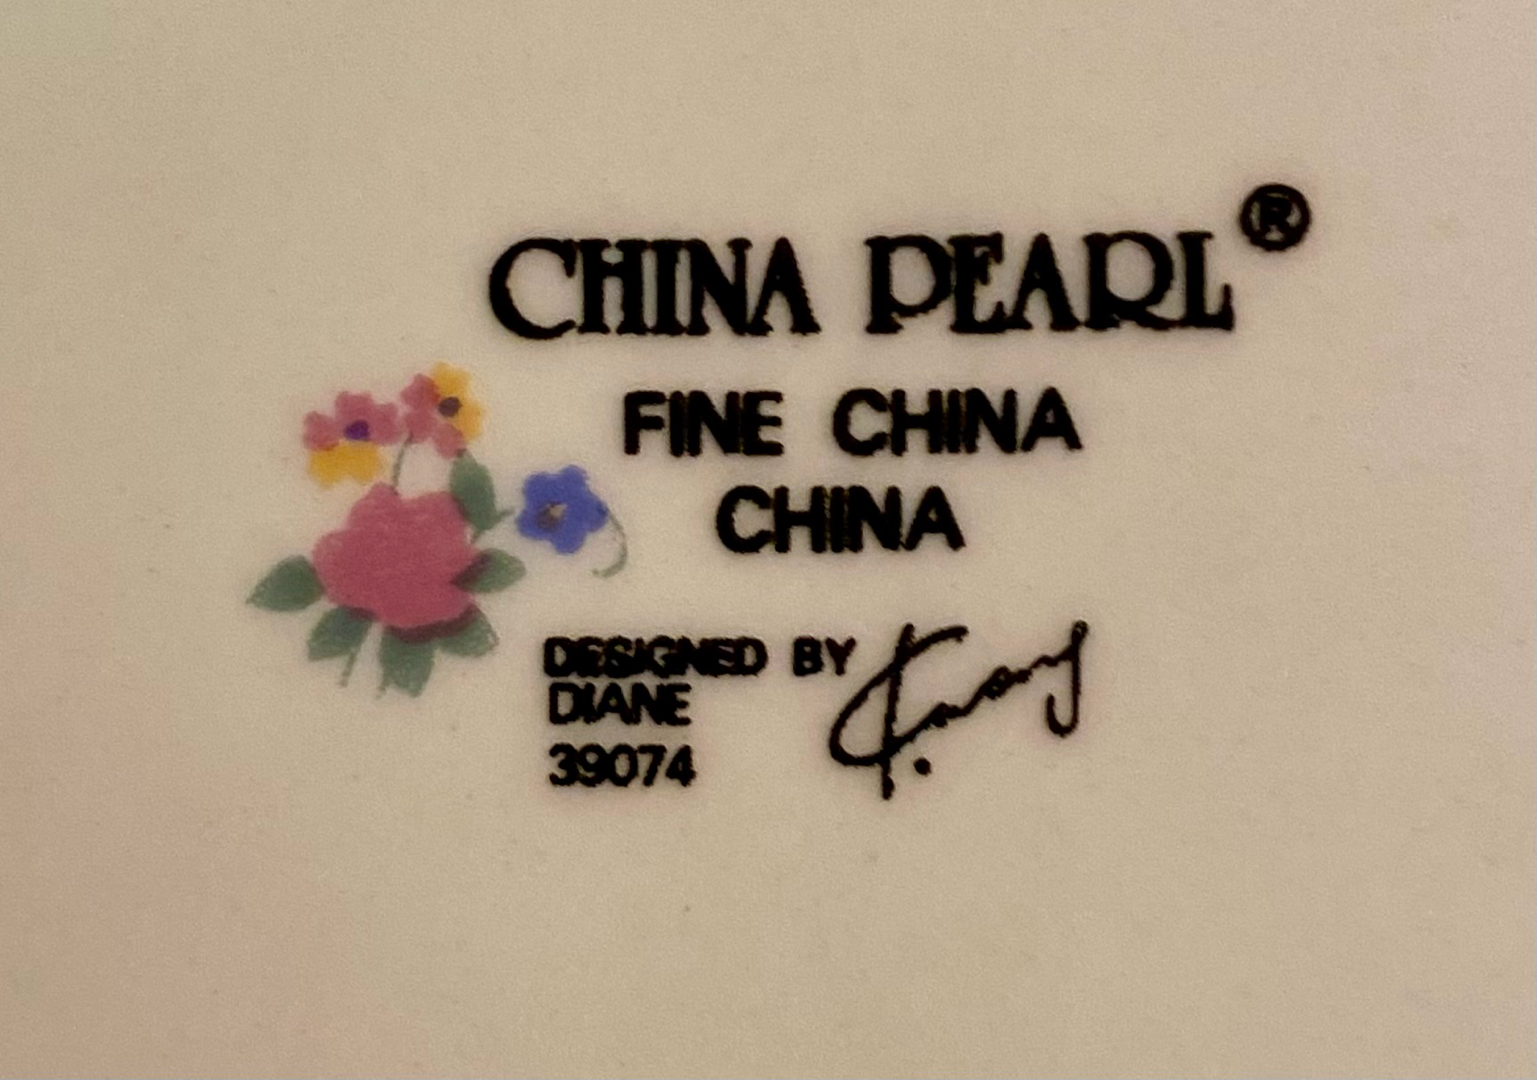 CHINA PEARL®
FINE CHINA
CHINA
DESIGNED BY
DIANE
39074